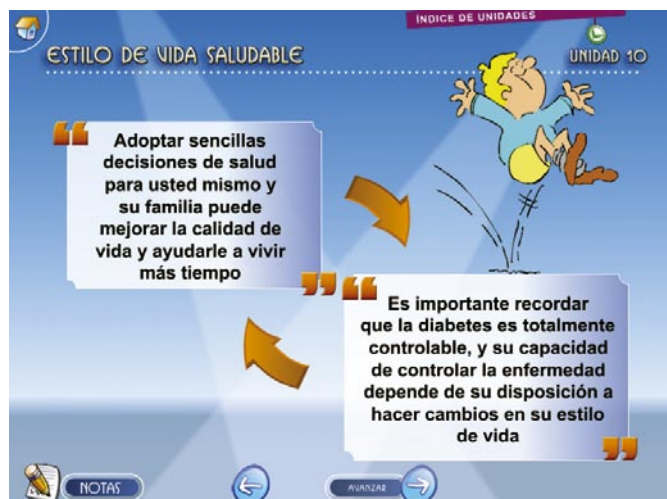 ÍNDICE DE UNIDADES
ESTILO DE VIDA SALUDABLE
UNIDAD 10
Adoptar sencillas
decisiones de salud
para usted mismo y
su familia puede
mejorar la calidad de
vida y ayudarle a vivir
más tiempo
Es importante recordar
que la diabetes es totalmente
controlable, y su capacidad
de controlar la enfermedad
depende de su disposición a
hacer cambios en su estilo
de vida
NOTAS
AVANZAR